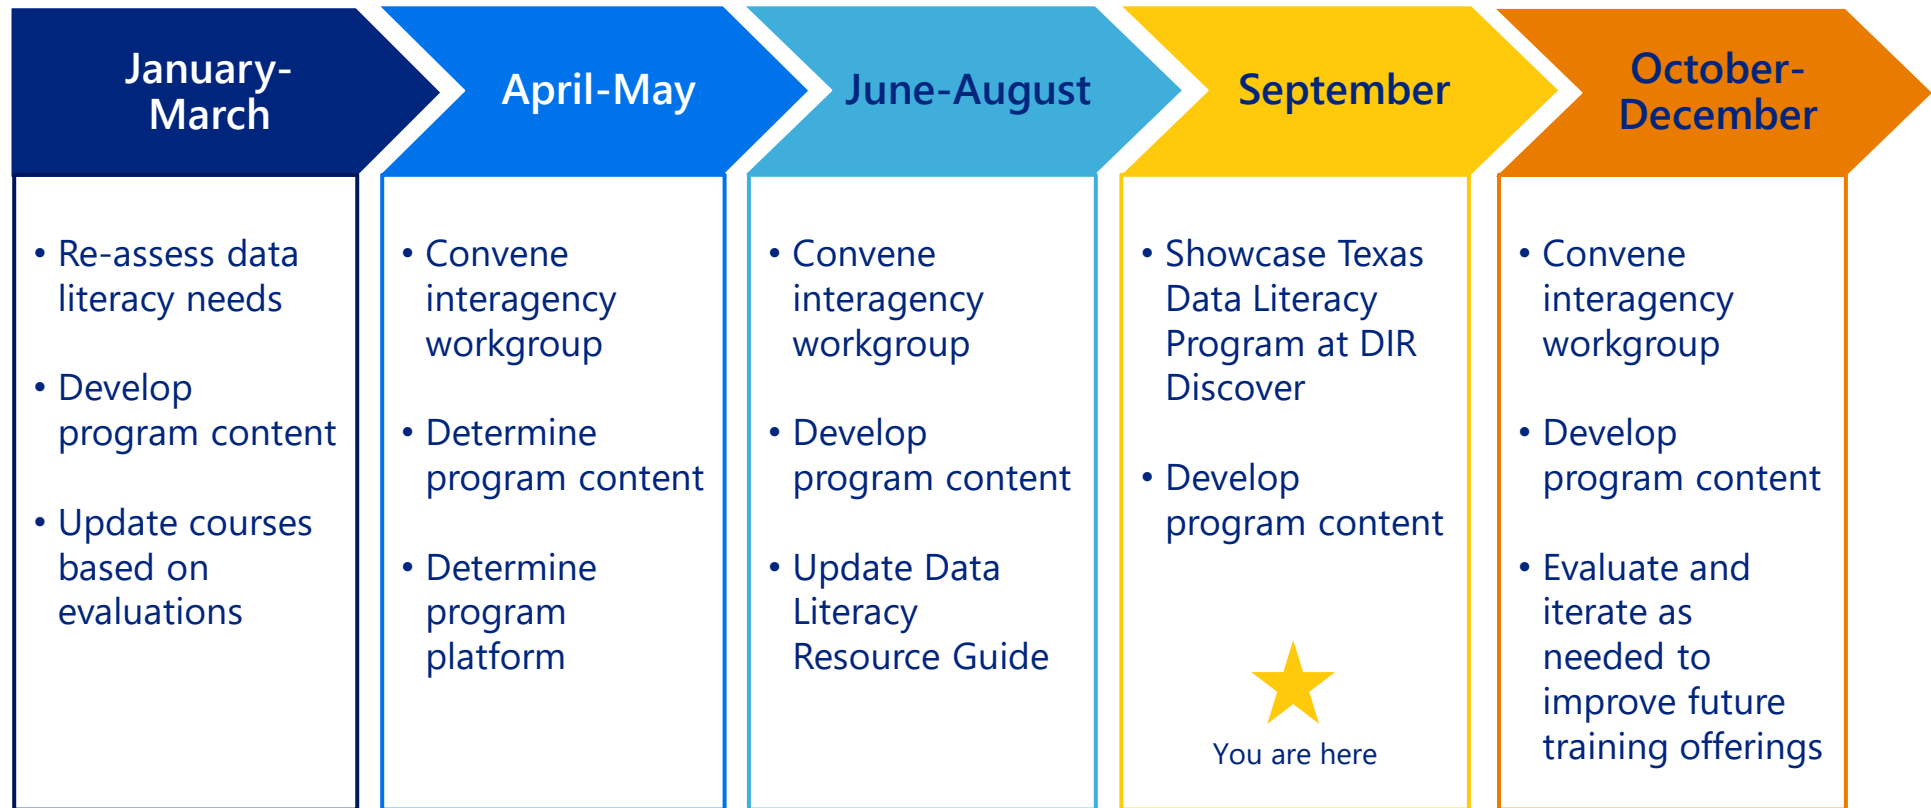 January-
March
• Re-assess data
literacy needs
• Develop
program content
• Update courses
based on
evaluations
April-May
• Convene
interagency
workgroup
• Determine
program content
• Determine
program
platform
June-August
• Convene
interagency
workgroup
• Develop
program content
• Update Data
Literacy
Resource Guide
September
• Showcase Texas
Data Literacy
Program at DIR
Discover
• Develop
program content
You are here
October-
December
• Convene
interagency
workgroup
• Develop
program content
• Evaluate and
iterate as
needed to
improve future
training offerings